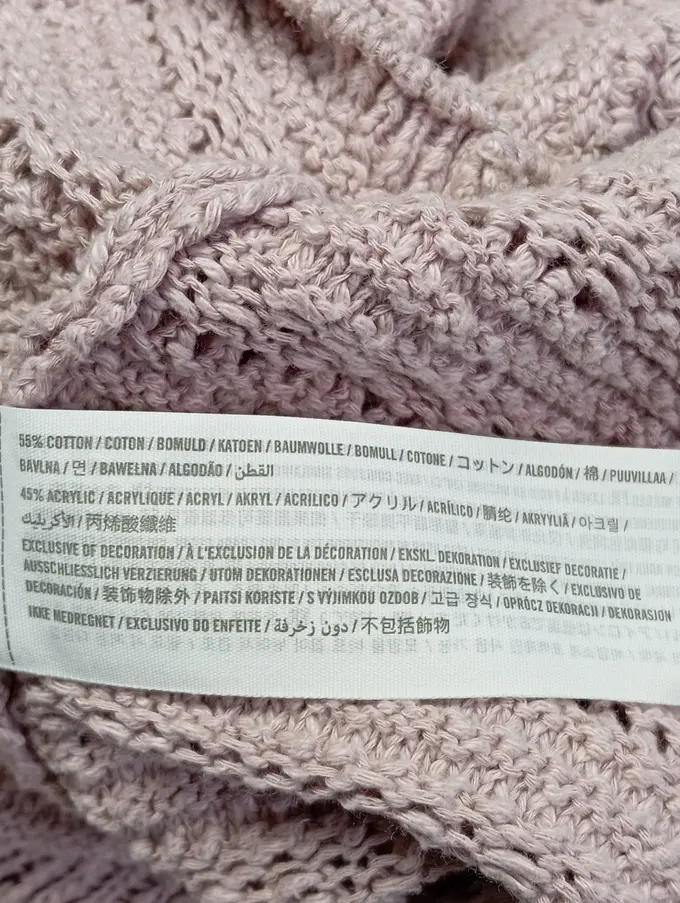 55% COTTON / COTON / BOMULD / KATOEN / BAUMWOLLE / BOMULL / COTONE / コットン / ALGODÓN / 棉 / PUUVILLAA /
BAVLNA / 면 / BAWEŁNA / ALGODÃO / القطن
45% ACRYLIC / ACRYLIQUE / ACRYL / AKRYL / ACRILICO / アクリル / ACRÍLICO / 腈纶 / AKRYYLIÄ / 아크릴 /
الأكريليك / 丙烯酸纖維
EXCLUSIVE OF DECORATION / À L'EXCLUSION DE LA DÉCORATION / EKSKL. DEKORATION / EXCLUSIEF DECORATIE /
AUSSCHLIESSLICH VERZIERUNG / UTOM DEKORATIONEN / ESCLUSA DECORAZIONE / 装飾を除く / EXCLUSIVO DE
DECORACIÓN / 装饰物除外 / PAITSI KORISTE / S VÝJIMKOU OZDOB / 고급 장식 / OPRÓCZ DEKORACJI / DEKORASJON
IKKE MEDREGNET / EXCLUSIVO DO ENFEITE / دون زخرفة / 不包括飾物